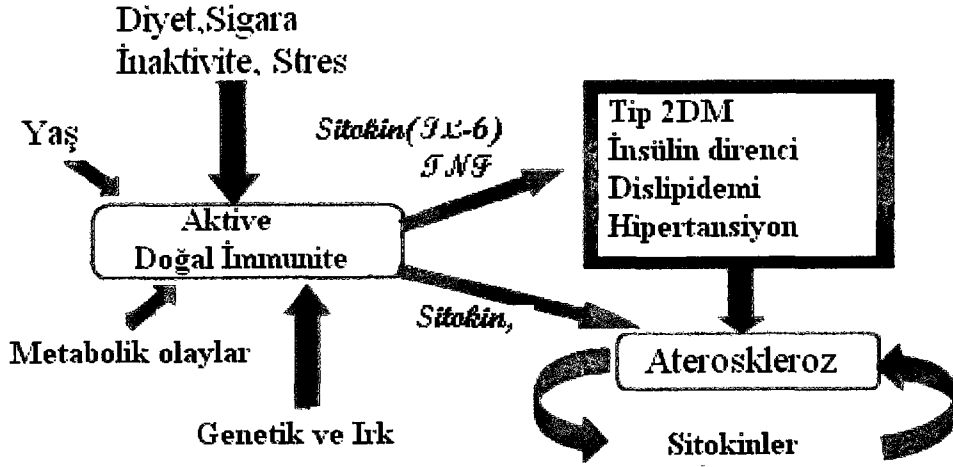 Diyet,Sigara
İnaktivite, Stres
Yaş
Sitokin(IL-6)
TNF
Tip 2DM
İnsülin direnci
Dislipidemi
Hipertansiyon
Aktive
Doğal İmmunite
Sitokin,
Metabolik olaylar
Ateroskleroz
Genetik ve Irk
Sitokinler